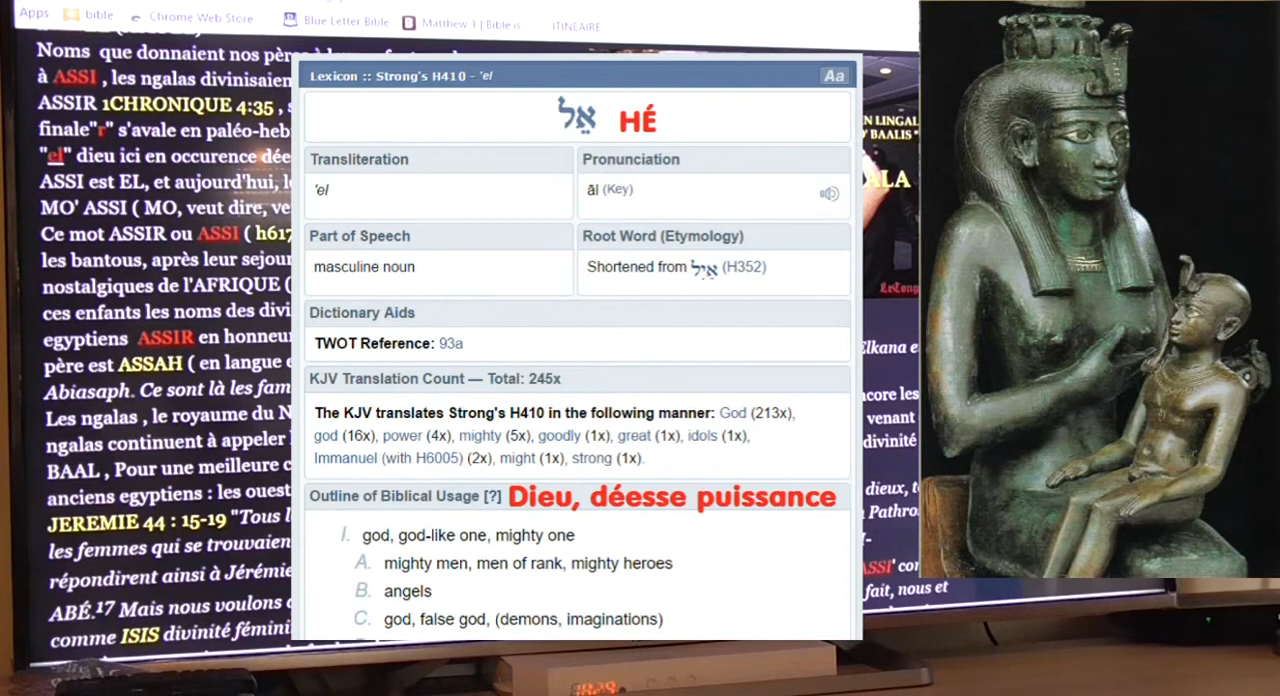 Apps bible Chrome Web Store Blue Letter Bible Matthew 1 | Bible is ITINEAIRE
Noms que donnaient nos père
à ASSI , les ngalas divinisaien
ASSIR 1CHRONIQUE 4:35 ,
finale"r" s'avale en paléo-heb
"el" dieu ici en occurence dée
ASSI est EL, et aujourd'hui, l
MO' ASSI ( MO, veut dire, ve
Ce mot ASSIR ou ASSI ( h617
les bantous, après leur sejour
nostalgiques de l'AFRIQUE (
ces enfants les noms des divi
egyptiens ASSIR en honneu
père est ASSAH ( en langue e
Abiasaph. Ce sont là les fam
Les ngalas , le royaume du N
ngalas continuent à appeler
BAAL , Pour une meilleure c
anciens egyptiens : les ouest
JEREMIE 44 : 15-19 "Tous l
les femmes qui se trouvaien
répondirent ainsi à Jérémie
ABÉ.17 Mais nous voulons
comme ISIS divinité fémini
Lexicon :: Strong's H410 - 'el Aa
אֵל HÉ
Transliteration Pronunciation
'el āl (Key)
Part of Speech Root Word (Etymology)
masculine noun Shortened from אַיִל (H352)
Dictionary Aids
TWOT Reference: 93a
KJV Translation Count — Total: 245x
The KJV translates Strong's H410 in the following manner: God (213x),
god (16x), power (4x), mighty (5x), goodly (1x), great (1x), idols (1x),
Immanuel (with H6005) (2x), might (1x), strong (1x).
Outline of Biblical Usage [?] Dieu, déesse puissance
I. god, god-like one, mighty one
A. mighty men, men of rank, mighty heroes
B. angels
C. god, false god, (demons, imaginations)
N LINGAL
O' BAALIS "
ALA
LeTong
Elkana e
core les
venant
divinité
dieux, t
Pathro
I-
ASSI' con
fait, nous et